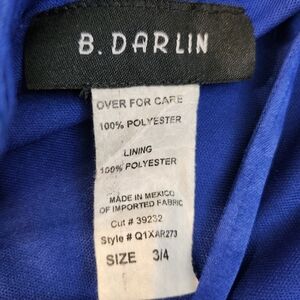 B. DARLIN
OVER FOR CARE
100% POLYESTER
LINING
100% POLYESTER
MADE IN MEXICO
OF IMPORTED FABRIC
Cut # 39232
Style # Q1XAR273
SIZE 3/4